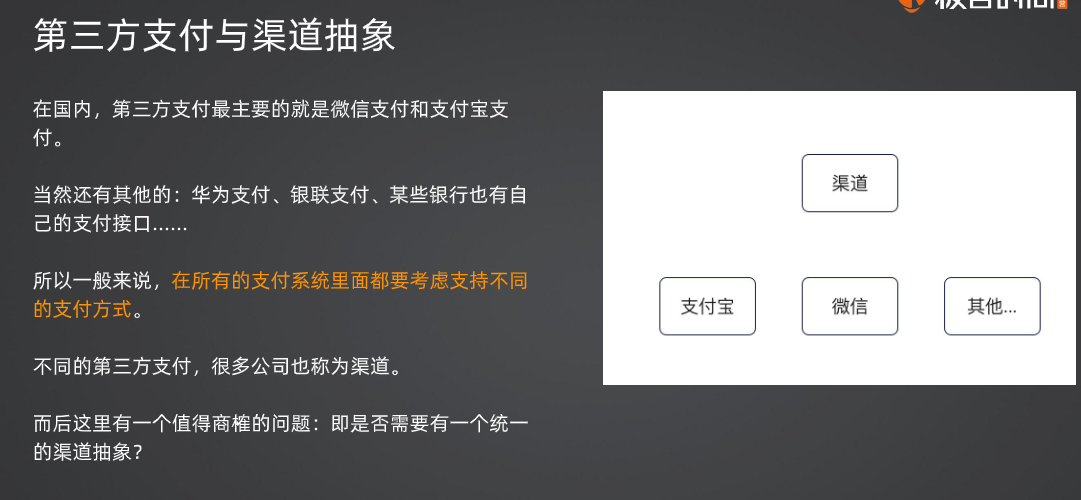 第三方支付与渠道抽象
在国内，第三方支付最主要的就是微信支付和支付宝支
付。
当然还有其他的：华为支付、银联支付、某些银行也有自
己的支付接口......
所以一般来说，在所有的支付系统里面都要考虑支持不同
的支付方式。
不同的第三方支付，很多公司也称为渠道。
而后这里有一个值得商榷的问题：即是否需要有一个统一
的渠道抽象？
渠道
支付宝
微信
其他...